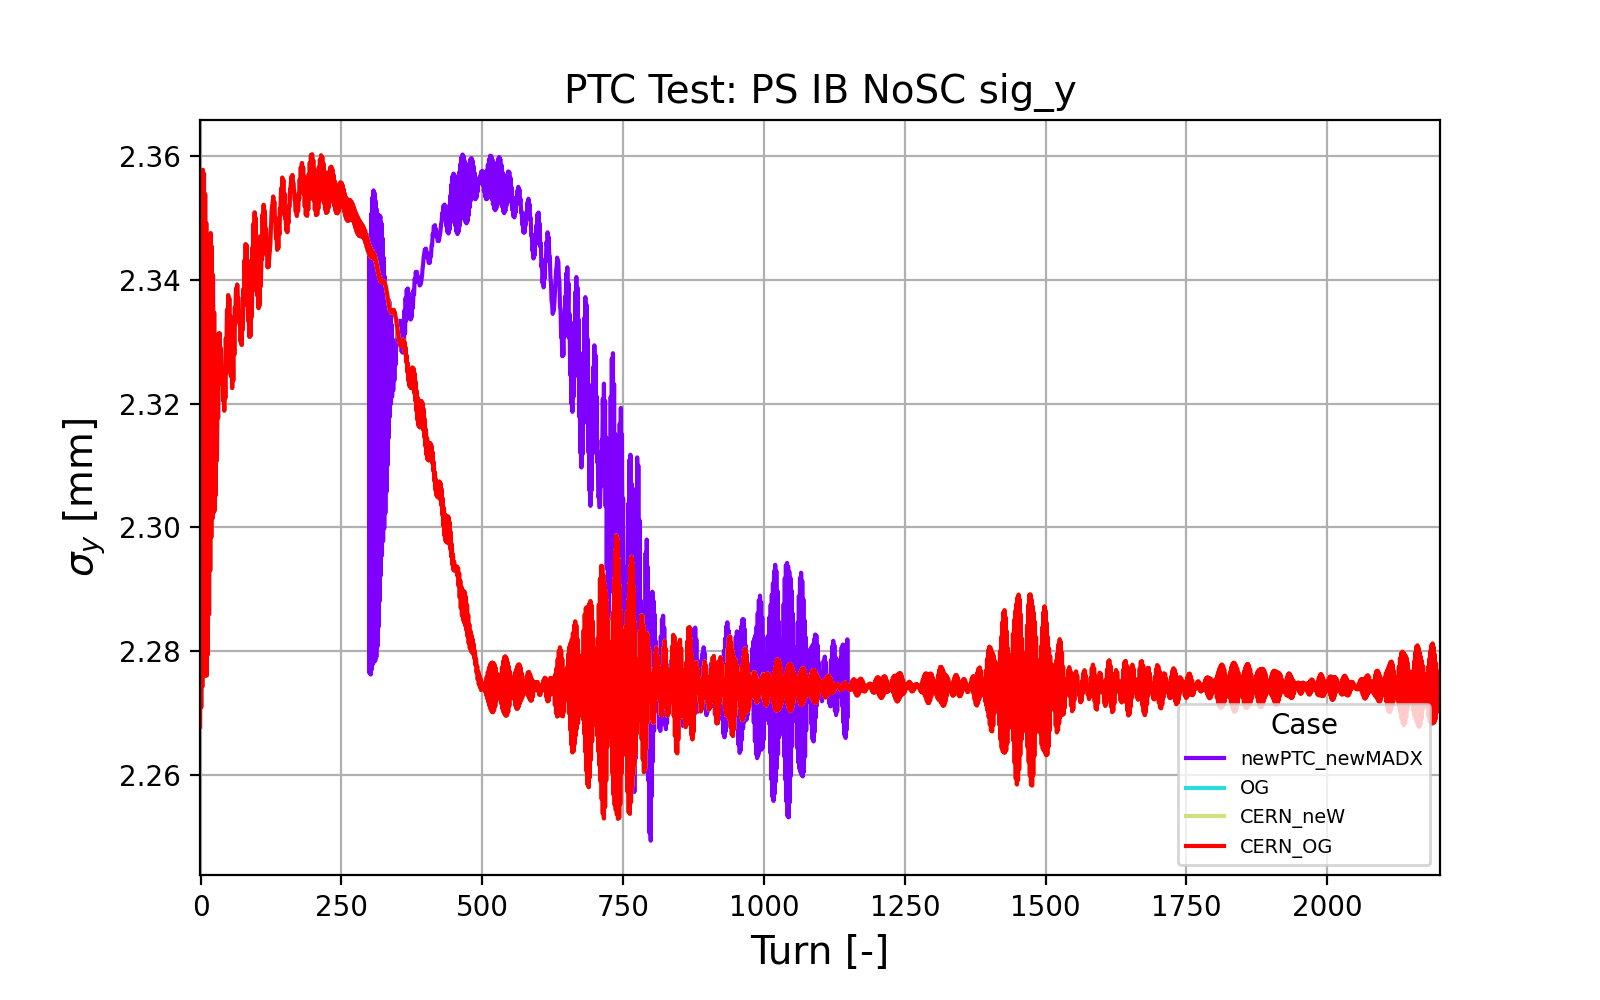 PTC Test: PS IB NoSC sig_y
2.36
2.34
2.32
2.30
2.28
2.26
σy [mm]
0 250 500 750 1000 1250 1500 1750 2000
Turn [-]
Case
newPTC_newMADX
OG
CERN_neW
CERN_OG